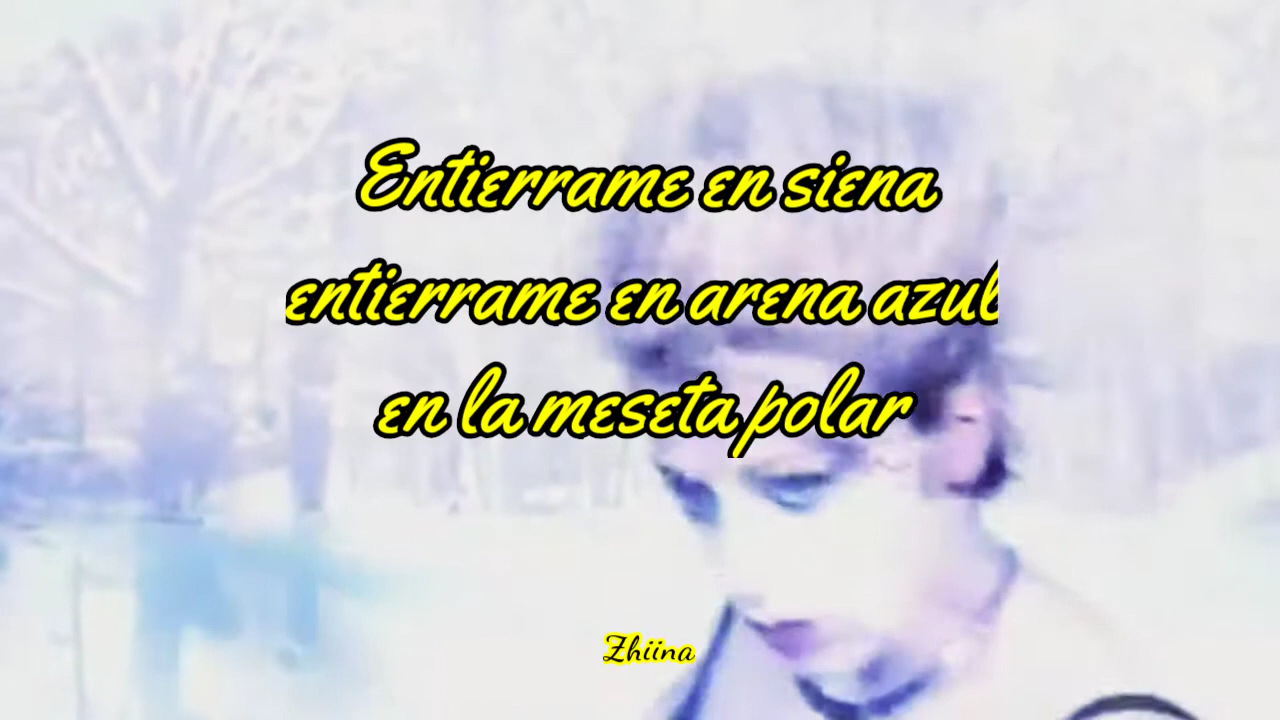 Entierrame en siena
entierrame en arena azul
en la meseta polar
Zhiina